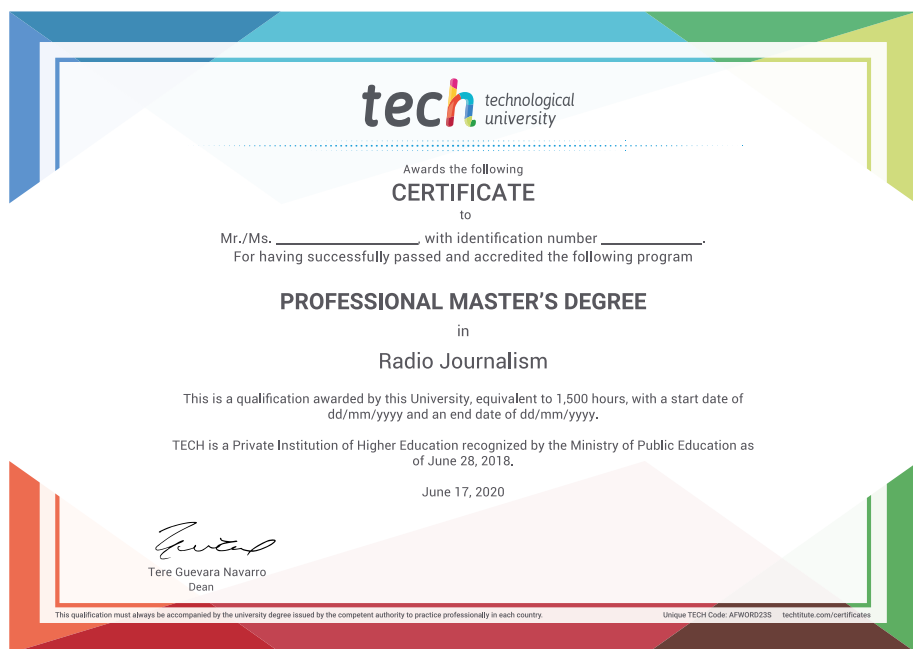 tech technological
university
Awards the following
CERTIFICATE
to
Mr./Ms. ____________________, with identification number ______________.
For having successfully passed and accredited the following program
PROFESSIONAL MASTER'S DEGREE
in
Radio Journalism
This is a qualification awarded by this University, equivalent to 1,500 hours, with a start date of
dd/mm/yyyy and an end date of dd/mm/yyyy.
TECH is a Private Institution of Higher Education recognized by the Ministry of Public Education as
of June 28, 2018.
June 17, 2020
Tere Guevara Navarro
Dean
This qualification must always be accompanied by the university degree issued by the competent authority to practice professionally in each country. Unique TECH Code: AFWORD23S techtitute.com/certificates